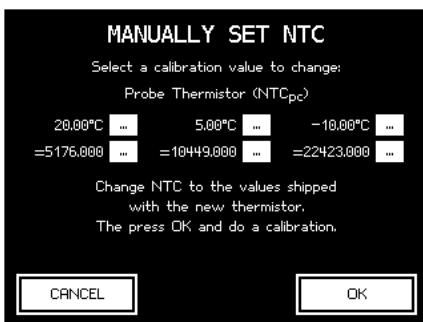 MANUALLY SET NTC
Select a calibration value to change:
Probe Thermistor (NTCpc)
20.00°C ... 5.00°C ... -10.00°C ...
=5176.000 ... =10449.000 ... =22423.000 ...
Change NTC to the values shipped
with the new thermistor.
The press OK and do a calibration.
CANCEL OK